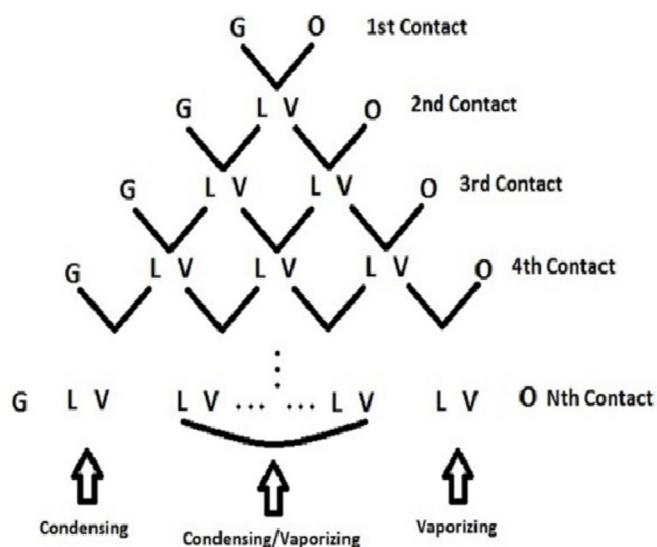 G O 1st Contact
G L V O 2nd Contact
G L V L V O 3rd Contact
G L V L V L V O 4th Contact
G L V L V ... ... L V L V O Nth Contact
Condensing Condensing/Vaporizing Vaporizing